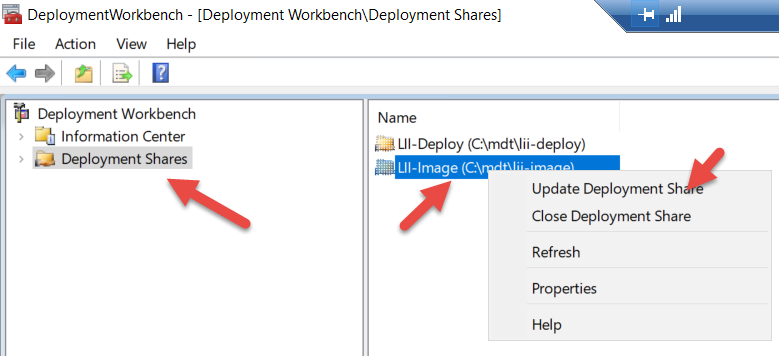 DeploymentWorkbench - [Deployment Workbench\Deployment Shares]
File Action View Help
Deployment Workbench
Information Center
Deployment Shares
Name
LII-Deploy (C:\mdt\lii-deploy)
LII-Image (C:\mdt\lii-image)
Update Deployment Share
Close Deployment Share
Refresh
Properties
Help